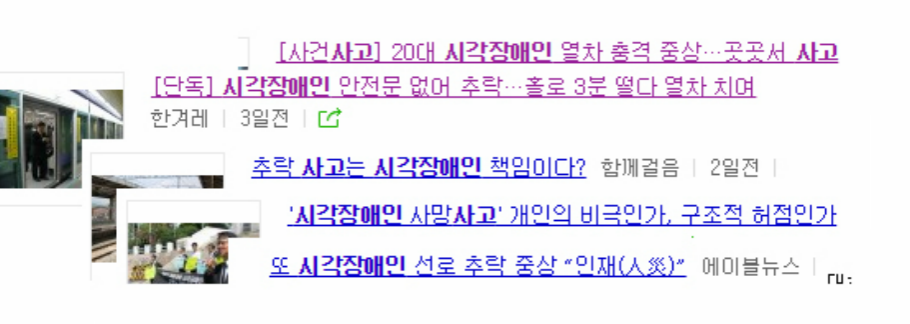 [사건사고] 20대 시각장애인 열차 충격 중상…곳곳서 사고
[단독] 시각장애인 안전문 없어 추락…홀로 3분 떨다 열차 치여
한겨레 | 3일전 |
추락 사고는 시각장애인 책임이다? 함께걸음 | 2일전 |
'시각장애인 사망사고' 개인의 비극인가, 구조적 허점인가
또 시각장애인 선로 추락 중상 “인재(人災)” 에이블뉴스 |